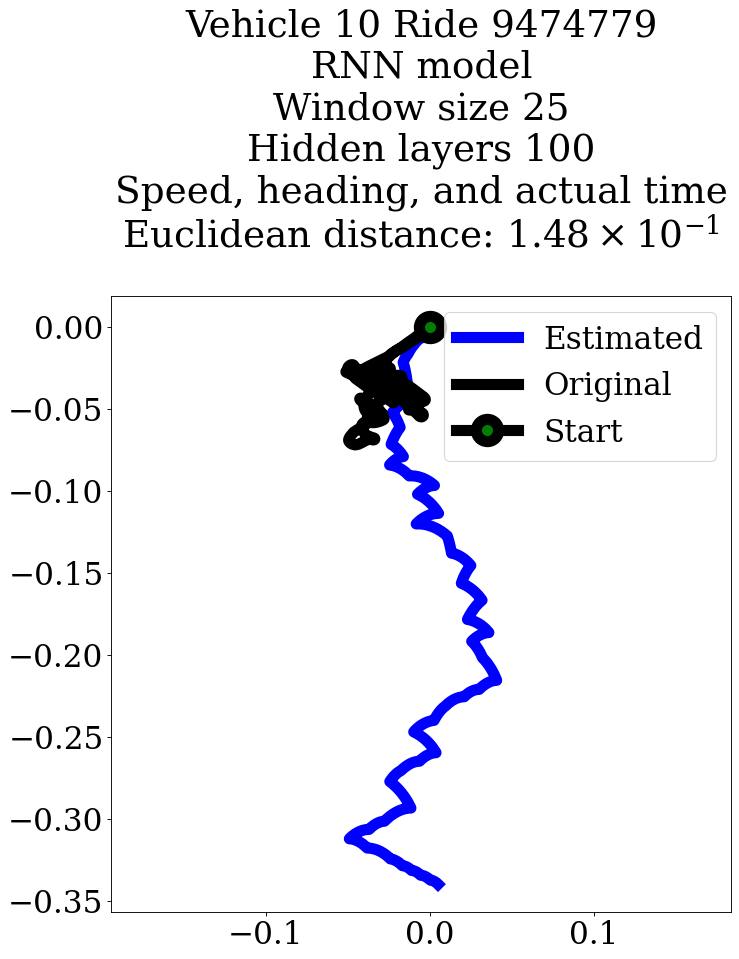 Vehicle 10 Ride 9474779
RNN model
Window size 25
Hidden layers 100
Speed, heading, and actual time
Euclidean distance: 1.48 × 10⁻¹
Estimated
Original
Start
0.00
−0.05
−0.10
−0.15
−0.20
−0.25
−0.30
−0.35
−0.1
0.0
0.1